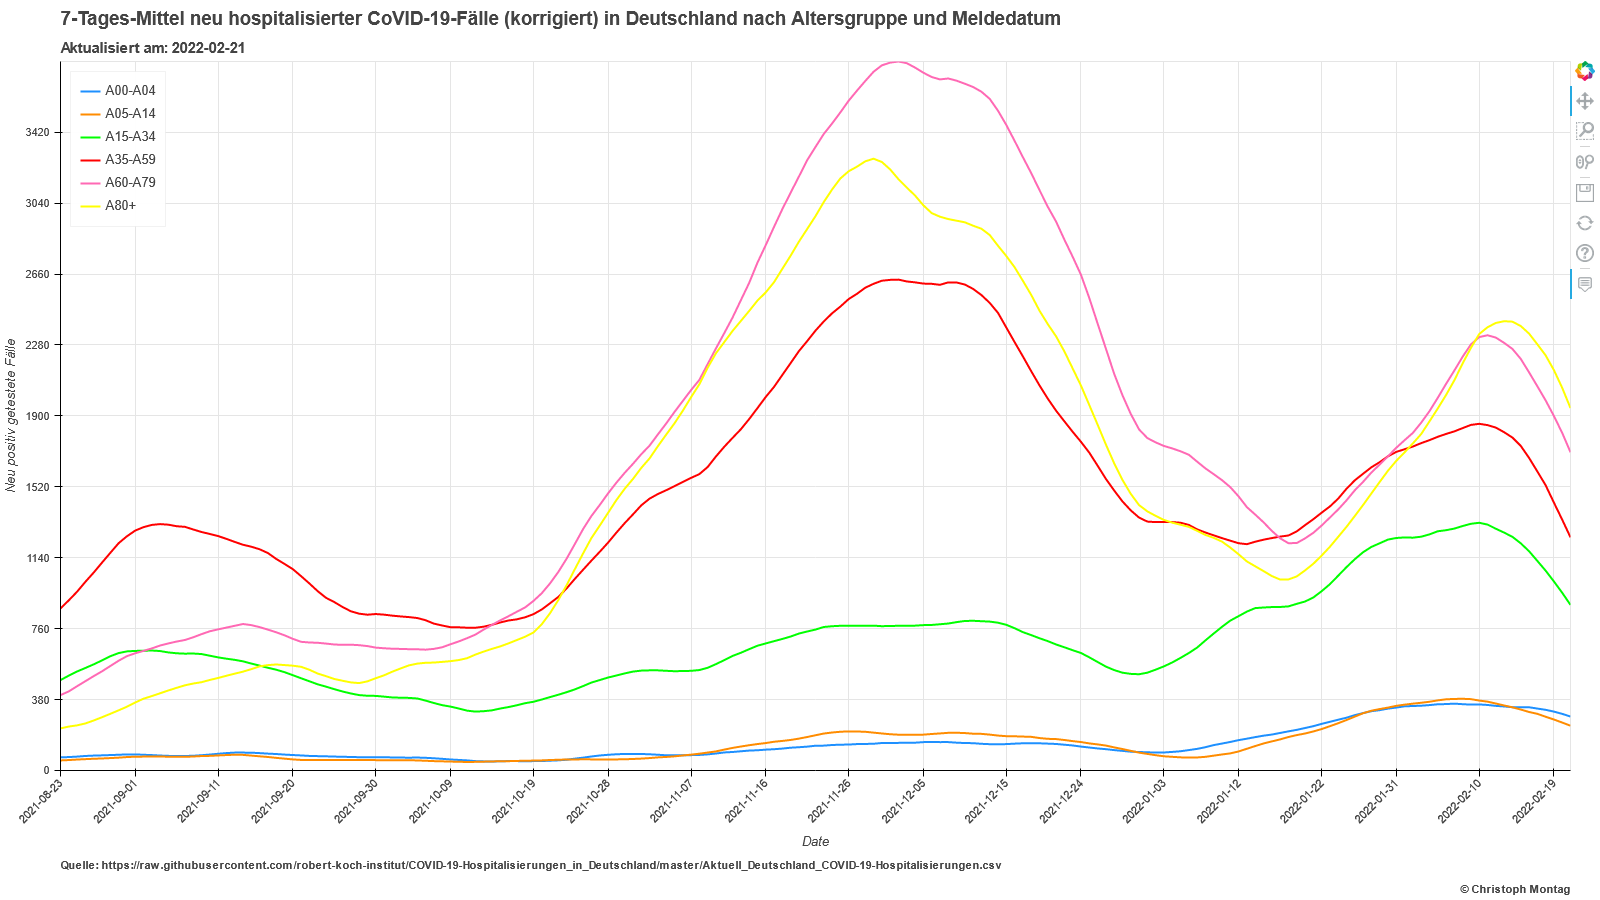 7-Tages-Mittel neu hospitalisierter CoVID-19-Fälle (korrigiert) in Deutschland nach Altersgruppe und Meldedatum
Aktualisiert am: 2022-02-21
A00-A04
A05-A14
A15-A34
A35-A59
A60-A79
A80+
Neu positiv getestete Fälle
3420
3040
2660
2280
1900
1520
1140
760
380
0
2021-08-23
2021-09-01
2021-09-11
2021-09-20
2021-09-30
2021-10-09
2021-10-19
2021-10-28
2021-11-07
2021-11-16
2021-11-26
2021-12-05
2021-12-15
2021-12-24
2022-01-03
2022-01-12
2022-01-22
2022-01-31
2022-02-10
2022-02-19
Date
Quelle: https://raw.githubusercontent.com/robert-koch-institut/COVID-19-Hospitalisierungen_in_Deutschland/master/Aktuell_Deutschland_COVID-19-Hospitalisierungen.csv
© Christoph Montag